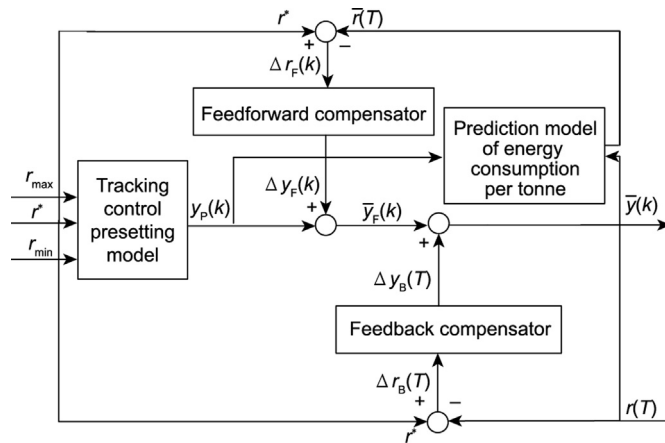 r* r̅(T)
+ −
Δr_F(k)
Feedforward compensator
Prediction model
of energy
consumption
per tonne
r_max
r*
r_min
Tracking
control
presetting
model
Δy_F(k)
y_P(k)
+
+
y̅_F(k)
y̅(k)
+
+
Δy_B(T)
Feedback compensator
Δr_B(T)
+ −
r*
r(T)